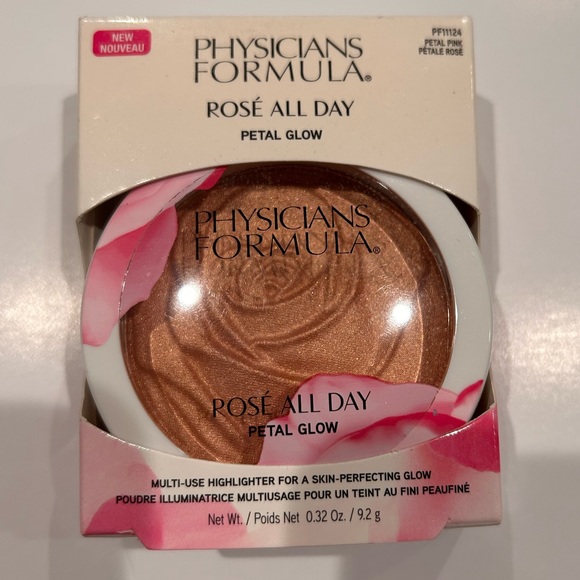 NEW
NOUVEAU
PHYSICIANS
FORMULA®
PF11124
PETAL PINK
PÉTALE ROSÉ
ROSÉ ALL DAY
PETAL GLOW
PHYSICIANS
FORMULA®
ROSÉ ALL DAY
PETAL GLOW
MULTI-USE HIGHLIGHTER FOR A SKIN-PERFECTING GLOW
POUDRE ILLUMINATRICE MULTIUSAGE POUR UN TEINT AU FINI PEAUFINÉ
Net Wt. / Poids Net 0.32 Oz. / 9.2 g